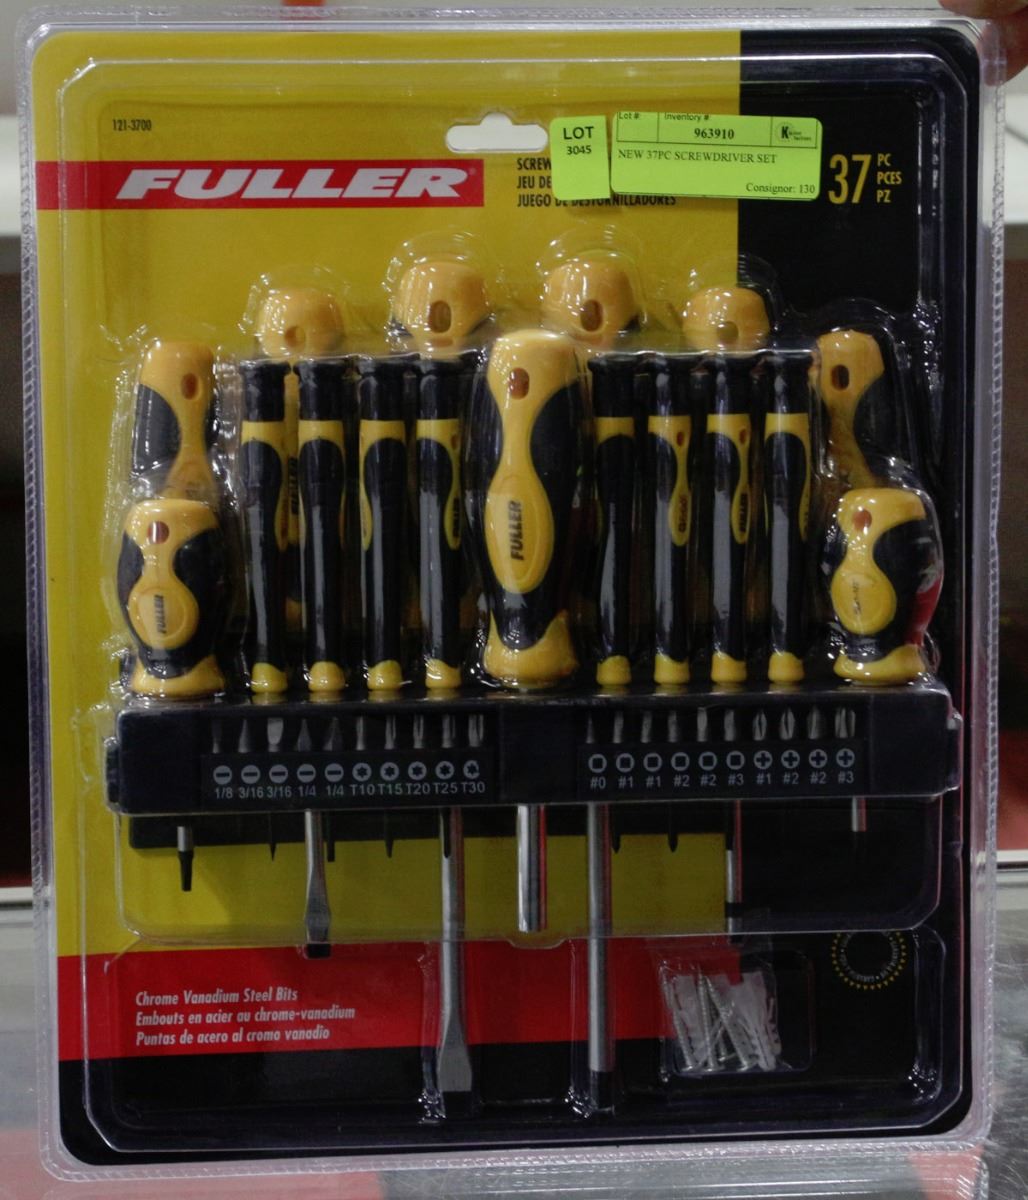 121-3700
FULLER
SCREW
JEU DE
JUEGO DE DESTORNILLADORES
LOT
3045
Lot #: Inventory #:
963910
NEW 37PC SCREWDRIVER SET
Consignor: 130
37 PC
PCES
PZ
FULLER
FULLER
1/8 3/16 3/16 1/4 1/4 T10 T15 T20 T25 T30
#0 #1 #1 #2 #2 #3 #1 #2 #2 #3
Chrome Vanadium Steel Bits
Embouts en acier au chrome-vanadium
Puntas de acero al cromo vanadio